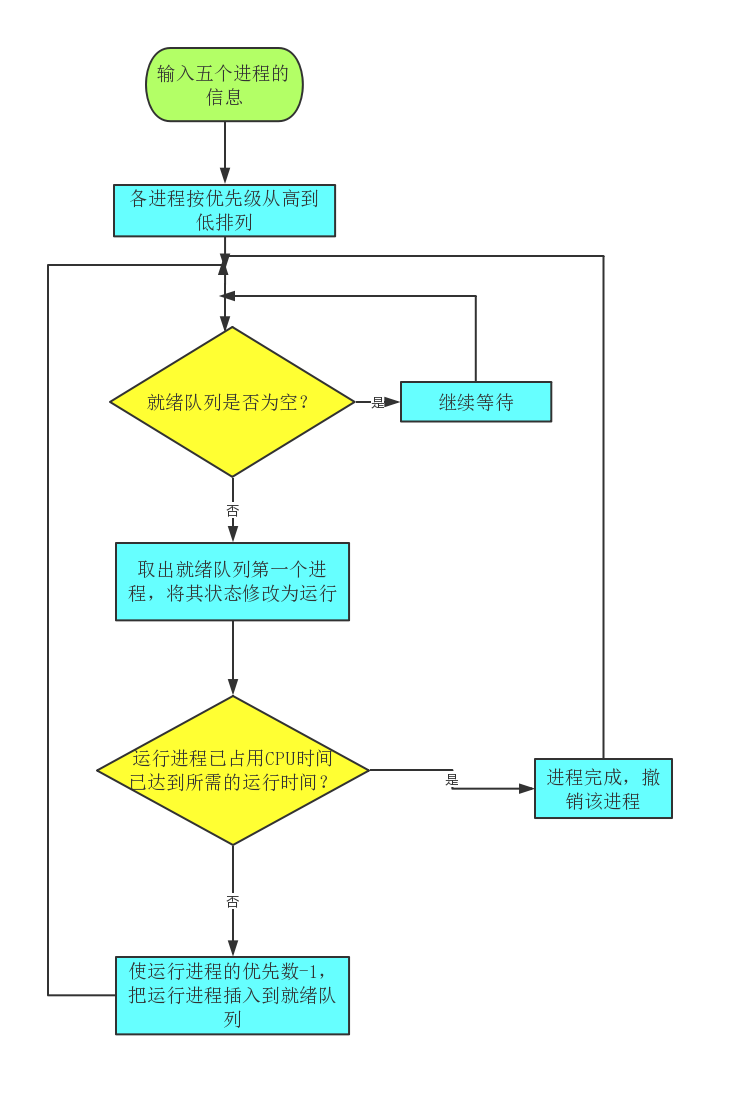 输入五个进程的
信息
各进程按优先级从高到
低排列
就绪队列是否为空？
是
继续等待
否
取出就绪队列第一个进
程，将其状态修改为运行
运行进程已占用CPU时间
已达到所需的运行时间？
是
进程完成，撤
销该进程
否
使运行进程的优先数-1，
把运行进程插入到就绪队
列